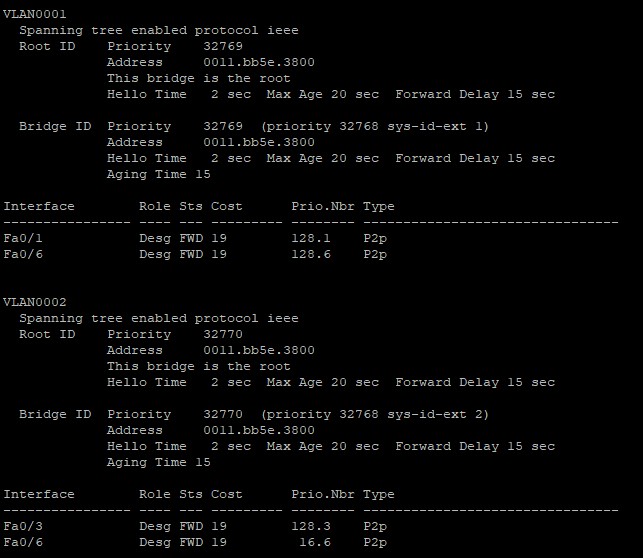 VLAN0001
  Spanning tree enabled protocol ieee
  Root ID    Priority    32769
             Address     0011.bb5e.3800
             This bridge is the root
             Hello Time   2 sec  Max Age 20 sec  Forward Delay 15 sec

  Bridge ID  Priority    32769  (priority 32768 sys-id-ext 1)
             Address     0011.bb5e.3800
             Hello Time   2 sec  Max Age 20 sec  Forward Delay 15 sec
             Aging Time 15

Interface        Role Sts Cost      Prio.Nbr Type
---------------- ---- --- --------- -------- --------------------------------
Fa0/1            Desg FWD 19        128.1    P2p
Fa0/6            Desg FWD 19        128.6    P2p

VLAN0002
  Spanning tree enabled protocol ieee
  Root ID    Priority    32770
             Address     0011.bb5e.3800
             This bridge is the root
             Hello Time   2 sec  Max Age 20 sec  Forward Delay 15 sec

  Bridge ID  Priority    32770  (priority 32768 sys-id-ext 2)
             Address     0011.bb5e.3800
             Hello Time   2 sec  Max Age 20 sec  Forward Delay 15 sec
             Aging Time 15

Interface        Role Sts Cost      Prio.Nbr Type
---------------- ---- --- --------- -------- --------------------------------
Fa0/3            Desg FWD 19        128.3    P2p
Fa0/6            Desg FWD 19         16.6    P2p